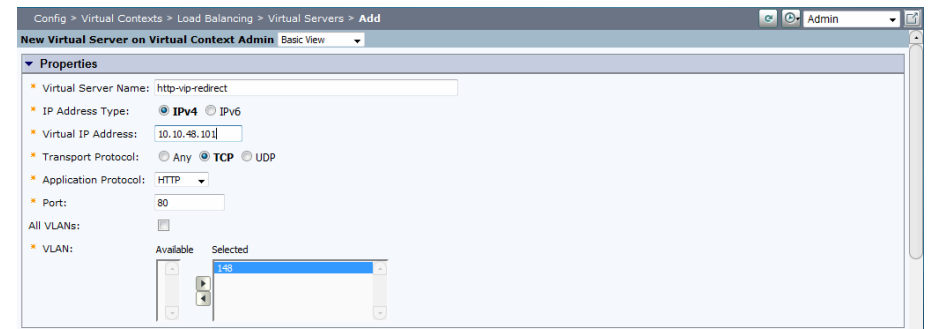 Config > Virtual Contexts > Load Balancing > Virtual Servers > Add Admin
New Virtual Server on Virtual Context Admin Basic View
Properties
* Virtual Server Name: http-vip-redirect
* IP Address Type: IPv4 IPv6
* Virtual IP Address: 10.10.48.101
* Transport Protocol: Any TCP UDP
* Application Protocol: HTTP
* Port: 80
All VLANs:
* VLAN: Available Selected
148